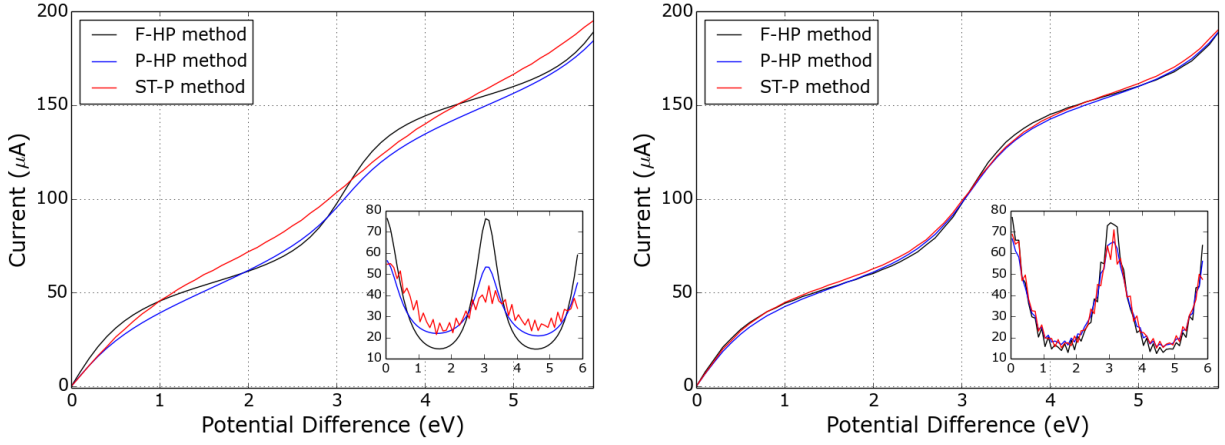 200
150
100
50
0
Current (μA)
F-HP method
P-HP method
ST-P method
80
70
60
50
40
30
20
10
0 1 2 3 4 5 6
0 1 2 3 4 5
Potential Difference (eV)
200
150
100
50
0
Current (μA)
F-HP method
P-HP method
ST-P method
80
70
60
50
40
30
20
10
0 1 2 3 4 5 6
0 1 2 3 4 5
Potential Difference (eV)